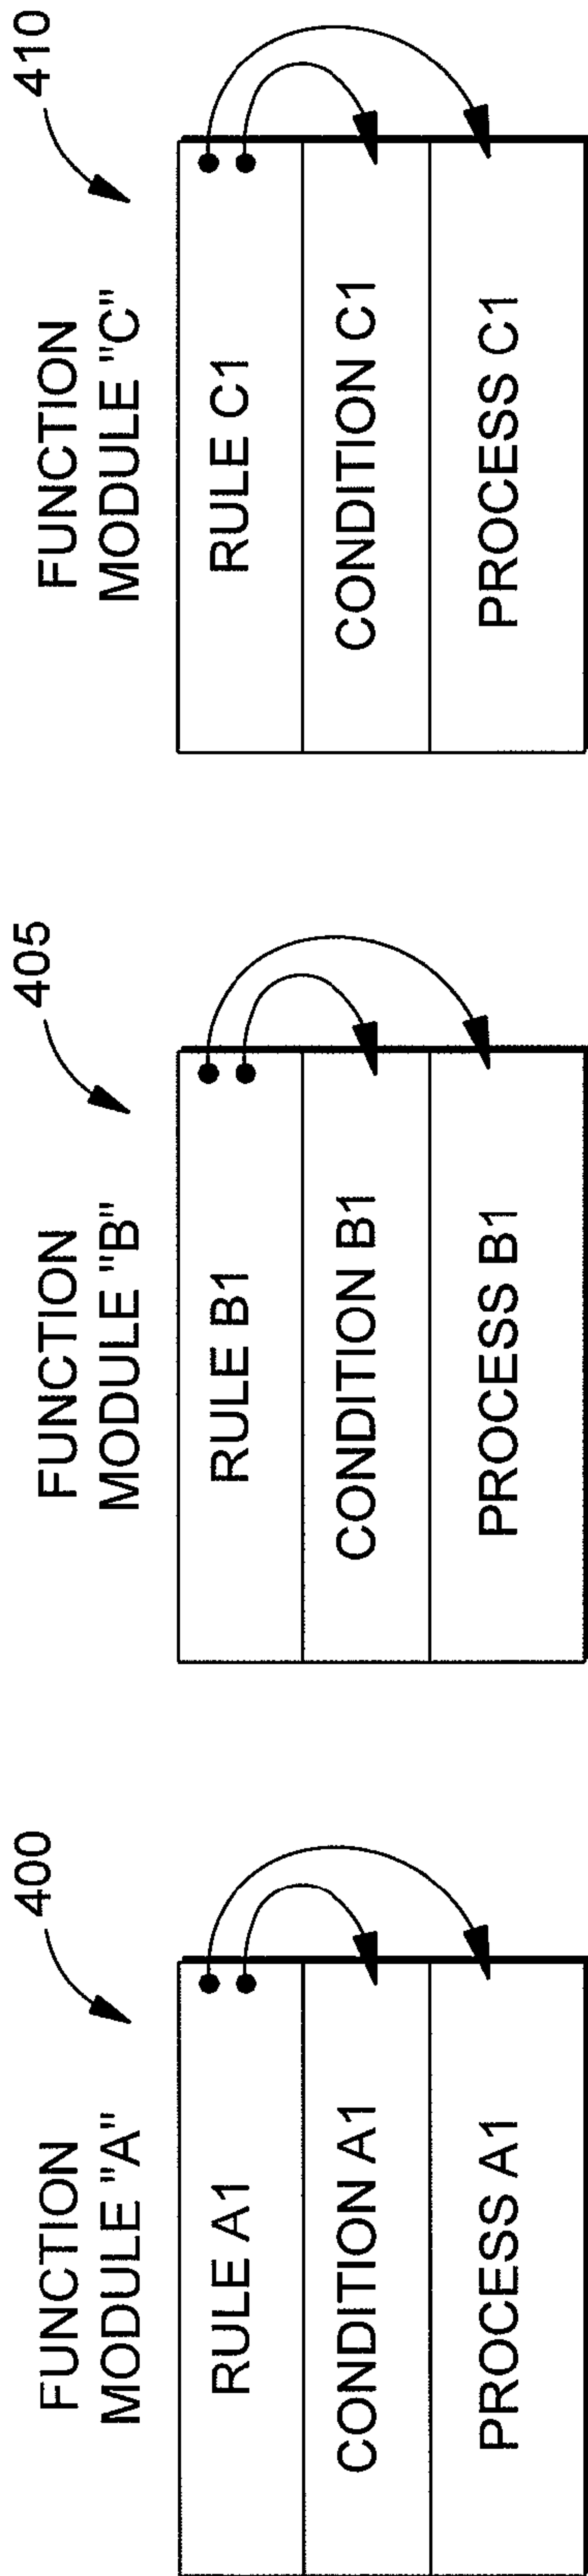 FUNCTION
MODULE "A"
400
RULE A1
CONDITION A1
PROCESS A1
FUNCTION
MODULE "B"
405
RULE B1
CONDITION B1
PROCESS B1
FUNCTION
MODULE "C"
410
RULE C1
CONDITION C1
PROCESS C1